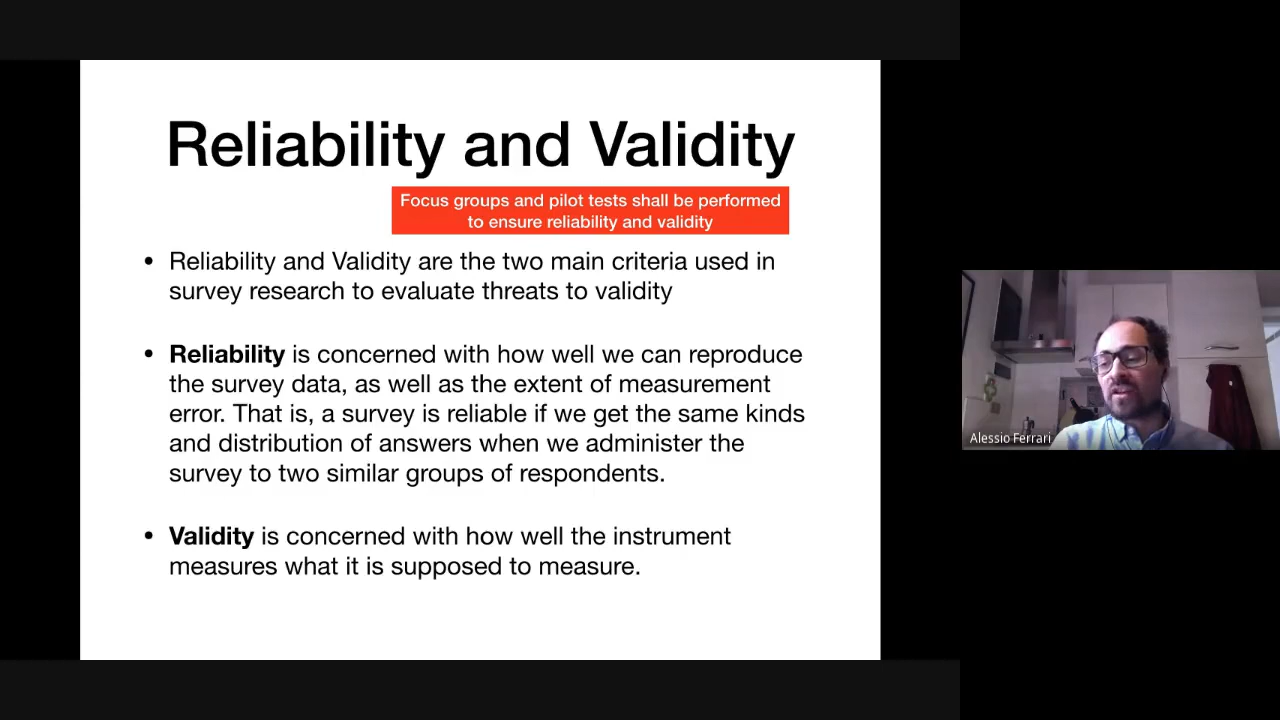 Reliability and Validity
Focus groups and pilot tests shall be performed
to ensure reliability and validity
• Reliability and Validity are the two main criteria used in
survey research to evaluate threats to validity
• Reliability is concerned with how well we can reproduce
the survey data, as well as the extent of measurement
error. That is, a survey is reliable if we get the same kinds
and distribution of answers when we administer the
survey to two similar groups of respondents.
• Validity is concerned with how well the instrument
measures what it is supposed to measure.
Alessio Ferrari